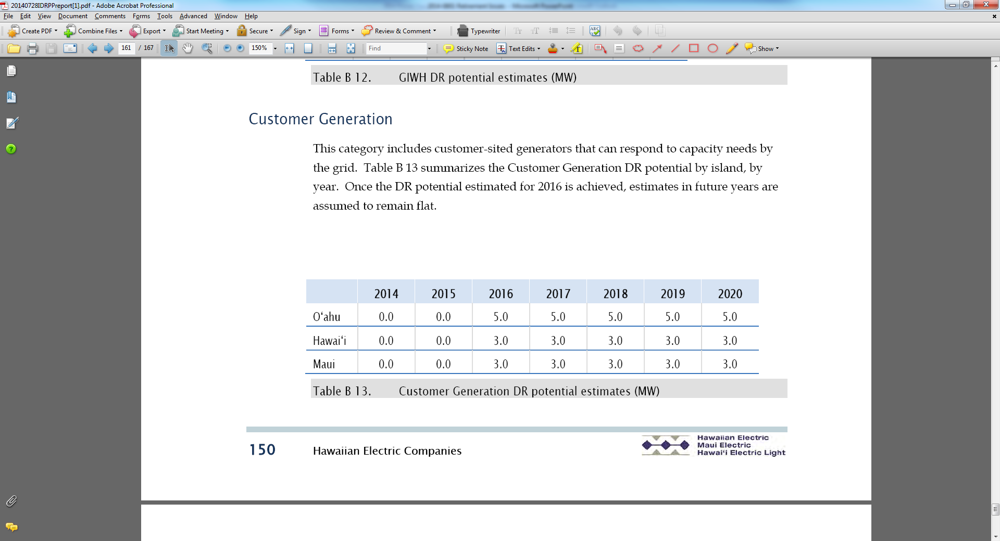 20140728IDRPPreport[1].pdf - Adobe Acrobat Professional
File Edit View Document Comments Forms Tools Advanced Window Help
Create PDF Combine Files Export Start Meeting Secure Sign Forms Review & Comment Typewriter
161 / 167 150% Find Sticky Note Text Edits Show
Table B 12. GIWH DR potential estimates (MW)
Customer Generation
This category includes customer-sited generators that can respond to capacity needs by
the grid. Table B 13 summarizes the Customer Generation DR potential by island, by
year. Once the DR potential estimated for 2016 is achieved, estimates in future years are
assumed to remain flat.
2014 2015 2016 2017 2018 2019 2020
O‘ahu 0.0 0.0 5.0 5.0 5.0 5.0 5.0
Hawai‘i 0.0 0.0 3.0 3.0 3.0 3.0 3.0
Maui 0.0 0.0 3.0 3.0 3.0 3.0 3.0
Table B 13. Customer Generation DR potential estimates (MW)
150 Hawaiian Electric Companies
Hawaiian Electric
Maui Electric
Hawai‘i Electric Light